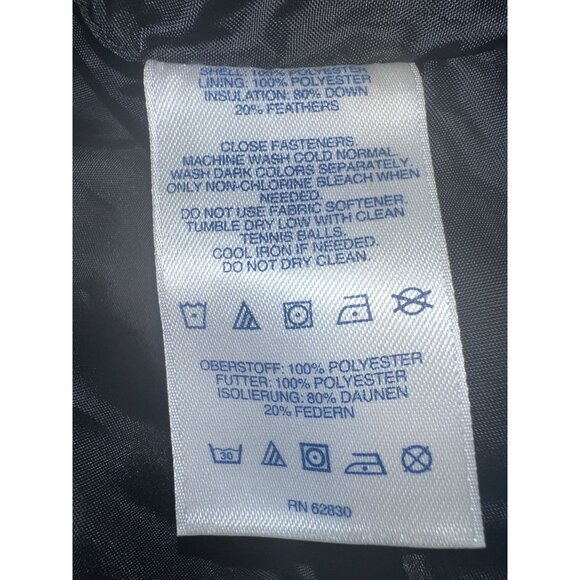 SHELL: 100% POLYESTER
LINING: 100% POLYESTER
INSULATION: 80% DOWN
20% FEATHERS
CLOSE FASTENERS.
MACHINE WASH COLD NORMAL.
WASH DARK COLORS SEPARATELY.
ONLY NON-CHLORINE BLEACH WHEN
NEEDED.
DO NOT USE FABRIC SOFTENER.
TUMBLE DRY LOW WITH CLEAN
TENNIS BALLS.
COOL IRON IF NEEDED.
DO NOT DRY CLEAN.
OBERSTOFF: 100% POLYESTER
FUTTER: 100% POLYESTER
ISOLIERUNG: 80% DAUNEN
20% FEDERN
30
RN 62830